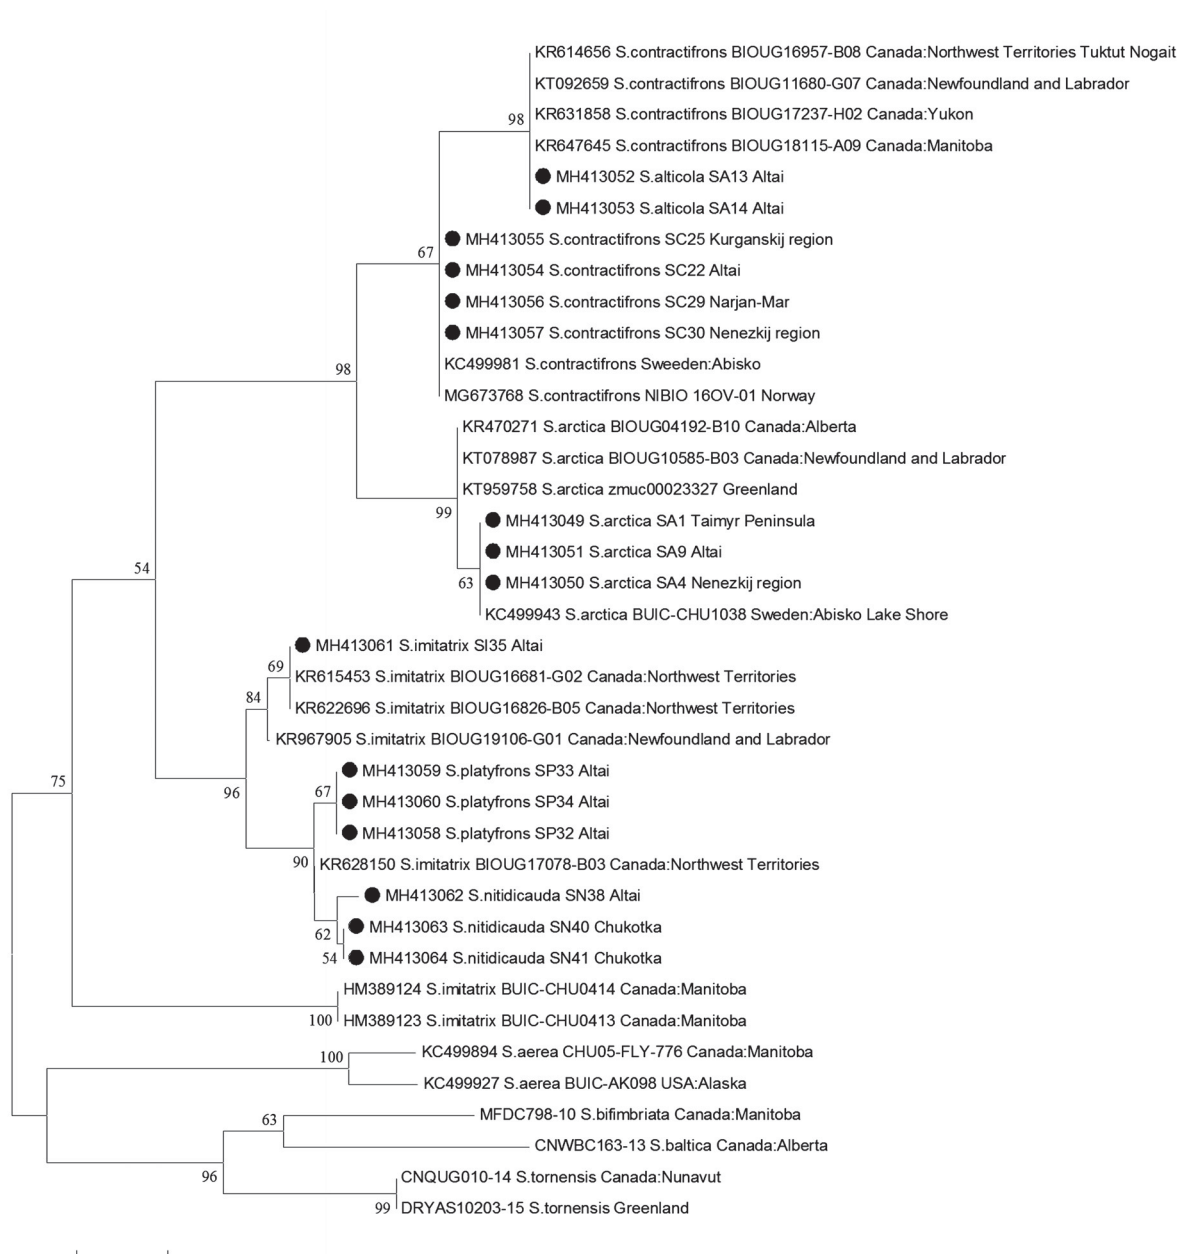 KR614656 S.contractifrons BIOUG16957-B08 Canada:Northwest Territories Tuktut Nogait
KT092659 S.contractifrons BIOUG11680-G07 Canada:Newfoundland and Labrador
98
KR631858 S.contractifrons BIOUG17237-H02 Canada:Yukon
KR647645 S.contractifrons BIOUG18115-A09 Canada:Manitoba
MH413052 S.alticola SA13 Altai
MH413053 S.alticola SA14 Altai
MH413055 S.contractifrons SC25 Kurganskij region
67
MH413054 S.contractifrons SC22 Altai
MH413056 S.contractifrons SC29 Narjan-Mar
MH413057 S.contractifrons SC30 Nenezkij region
98
KC499981 S.contractifrons Sweeden:Abisko
MG673768 S.contractifrons NIBIO 16OV-01 Norway
KR470271 S.arctica BIOUG04192-B10 Canada:Alberta
KT078987 S.arctica BIOUG10585-B03 Canada:Newfoundland and Labrador
KT959758 S.arctica zmuc00023327 Greenland
99
MH413049 S.arctica SA1 Taimyr Peninsula
MH413051 S.arctica SA9 Altai
54
63
MH413050 S.arctica SA4 Nenezkij region
KC499943 S.arctica BUIC-CHU1038 Sweden:Abisko Lake Shore
MH413061 S.imitatrix SI35 Altai
69
KR615453 S.imitatrix BIOUG16681-G02 Canada:Northwest Territories
84
KR622696 S.imitatrix BIOUG16826-B05 Canada:Northwest Territories
KR967905 S.imitatrix BIOUG19106-G01 Canada:Newfoundland and Labrador
MH413059 S.platyfrons SP33 Altai
75
96
67
MH413060 S.platyfrons SP34 Altai
MH413058 S.platyfrons SP32 Altai
90
KR628150 S.imitatrix BIOUG17078-B03 Canada:Northwest Territories
MH413062 S.nitidicauda SN38 Altai
62
MH413063 S.nitidicauda SN40 Chukotka
54
MH413064 S.nitidicauda SN41 Chukotka
HM389124 S.imitatrix BUIC-CHU0414 Canada:Manitoba
100
HM389123 S.imitatrix BUIC-CHU0413 Canada:Manitoba
100
KC499894 S.aerea CHU05-FLY-776 Canada:Manitoba
KC499927 S.aerea BUIC-AK098 USA:Alaska
MFDC798-10 S.bifimbriata Canada:Manitoba
63
CNWBC163-13 S.baltica Canada:Alberta
96
CNQUG010-14 S.tornensis Canada:Nunavut
99
DRYAS10203-15 S.tornensis Greenland